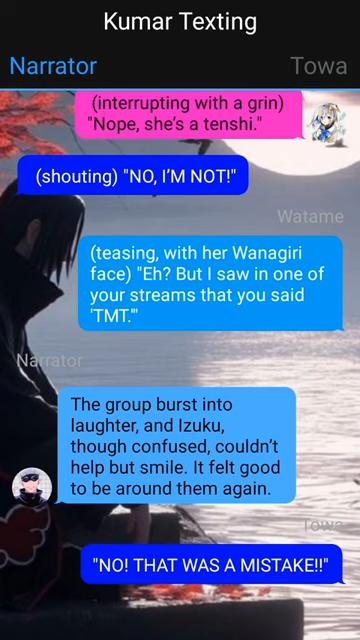 Kumar Texting
Narrator Towa
(interrupting with a grin)
"Nope, she's a tenshi."
(shouting) "NO, I'M NOT!"
Watame
(teasing, with her Wanagiri
face) "Eh? But I saw in one of
your streams that you said
'TMT.'"
Narrator
The group burst into
laughter, and Izuku,
though confused, couldn't
help but smile. It felt good
to be around them again.
Towa
"NO! THAT WAS A MISTAKE!!"